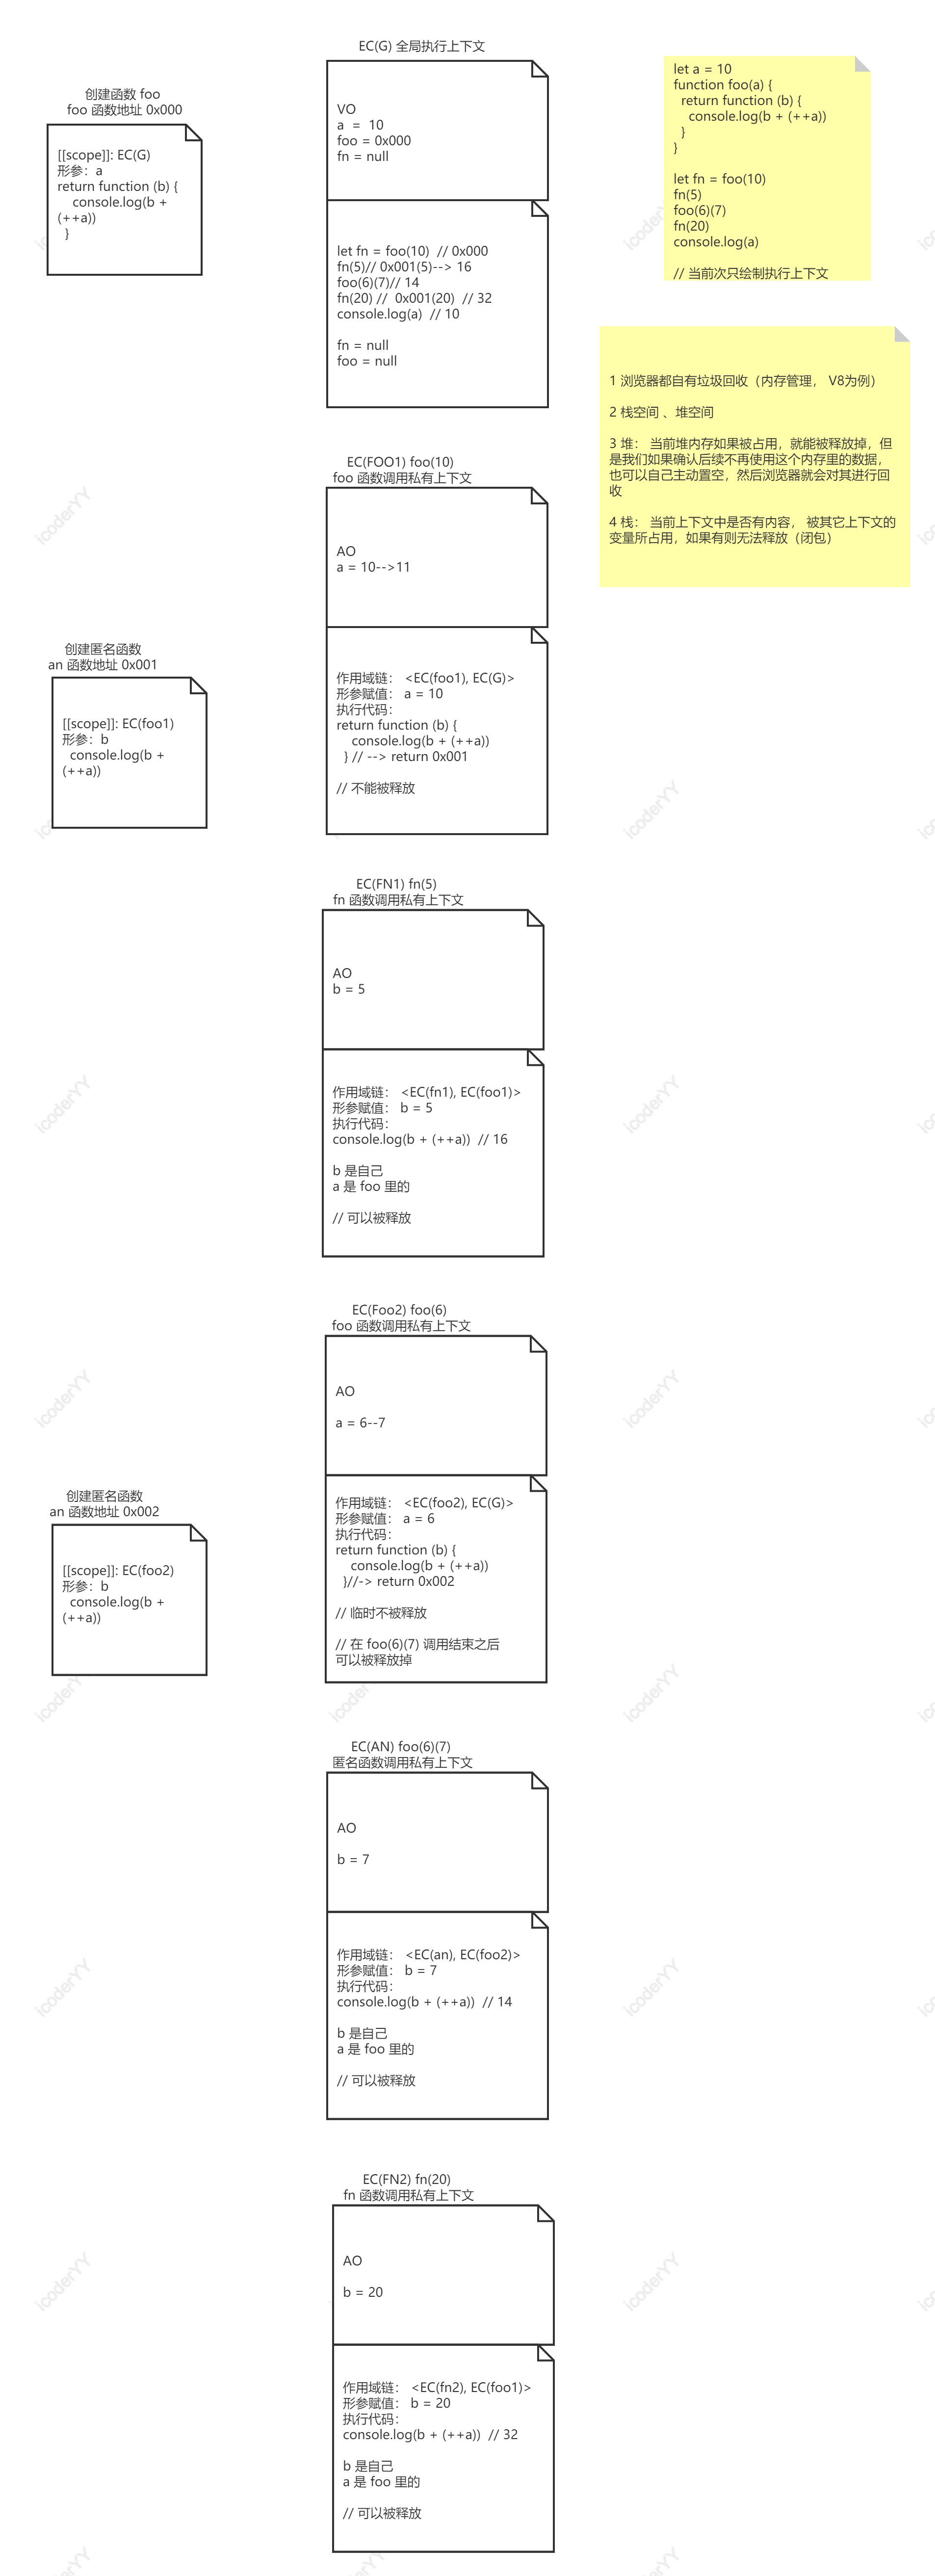 EC(G) 全局执行上下文
VO
a  =  10
foo = 0x000
fn = null
let fn = foo(10)  // 0x000
fn(5)// 0x001(5)--> 16
foo(6)(7)// 14
fn(20) //  0x001(20)  // 32
console.log(a)  // 10
fn = null
foo = null
创建函数 foo
foo 函数地址 0x000
[[scope]]: EC(G)
形参：a
return function (b) {
console.log(b +
(++a))
}
let a = 10
function foo(a) {
return function (b) {
console.log(b + (++a))
}
}
let fn = foo(10)
fn(5)
foo(6)(7)
fn(20)
console.log(a)
// 当前次只绘制执行上下文
1 浏览器都自有垃圾回收（内存管理， V8为例）
2 栈空间 、堆空间
3 堆： 当前堆内存如果被占用，就能被释放掉，但
是我们如果确认后续不再使用这个内存里的数据，
也可以自己主动置空，然后浏览器就会对其进行回
收
4 栈： 当前上下文中是否有内容， 被其它上下文的
变量所占用，如果有则无法释放（闭包）
EC(FOO1) foo(10)
foo 函数调用私有上下文
AO
a = 10-->11
作用域链： <EC(foo1), EC(G)>
形参赋值： a = 10
执行代码：
return function (b) {
console.log(b + (++a))
} // --> return 0x001
// 不能被释放
创建匿名函数
an 函数地址 0x001
[[scope]]: EC(foo1)
形参：b
console.log(b +
(++a))
EC(FN1) fn(5)
fn 函数调用私有上下文
AO
b = 5
作用域链： <EC(fn1), EC(foo1)>
形参赋值： b = 5
执行代码：
console.log(b + (++a))  // 16
b 是自己
a 是 foo 里的
// 可以被释放
EC(Foo2) foo(6)
foo 函数调用私有上下文
AO
a = 6--7
作用域链： <EC(foo2), EC(G)>
形参赋值： a = 6
执行代码：
return function (b) {
console.log(b + (++a))
}//-> return 0x002
// 临时不被释放
// 在 foo(6)(7) 调用结束之后
可以被释放掉
创建匿名函数
an 函数地址 0x002
[[scope]]: EC(foo2)
形参：b
console.log(b +
(++a))
EC(AN) foo(6)(7)
匿名函数调用私有上下文
AO
b = 7
作用域链： <EC(an), EC(foo2)>
形参赋值： b = 7
执行代码：
console.log(b + (++a))  // 14
b 是自己
a 是 foo 里的
// 可以被释放
EC(FN2) fn(20)
fn 函数调用私有上下文
AO
b = 20
作用域链： <EC(fn2), EC(foo1)>
形参赋值： b = 20
执行代码：
console.log(b + (++a))  // 32
b 是自己
a 是 foo 里的
// 可以被释放
icoderYY